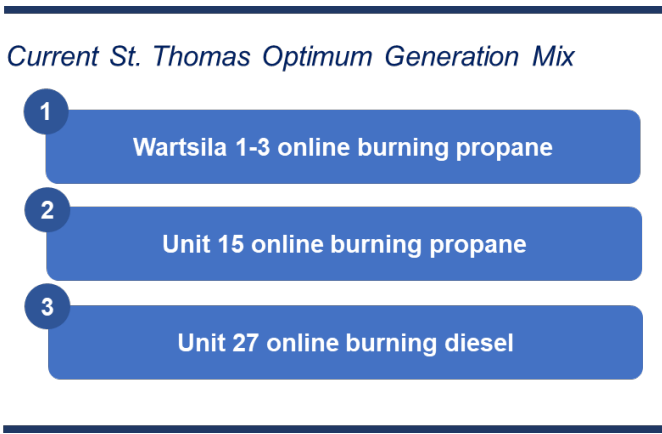 Current St. Thomas Optimum Generation Mix
1
Wartsila 1-3 online burning propane
2
Unit 15 online burning propane
3
Unit 27 online burning diesel